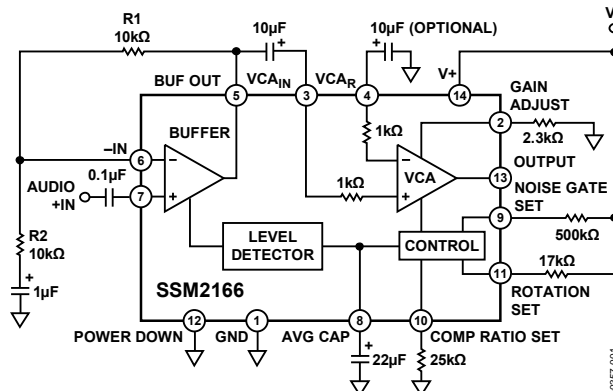 R1
10kΩ
10µF
+
10µF (OPTIONAL)
+
V
BUF OUT
VCAIN
VCAR
V+
5
3
4
14
GAIN
ADJUST
2
2.3kΩ
BUFFER
1kΩ
–IN
6
–
0.1µF
AUDIO
+IN
7
+
1kΩ
–
+
VCA
OUTPUT
13
NOISE GATE
SET
9
500kΩ
R2
10kΩ
LEVEL
DETECTOR
CONTROL
17kΩ
11
ROTATION
SET
+
1µF
SSM2166
12
1
8
10
POWER DOWN
GND
AVG CAP
COMP RATIO SET
+
22µF
25kΩ